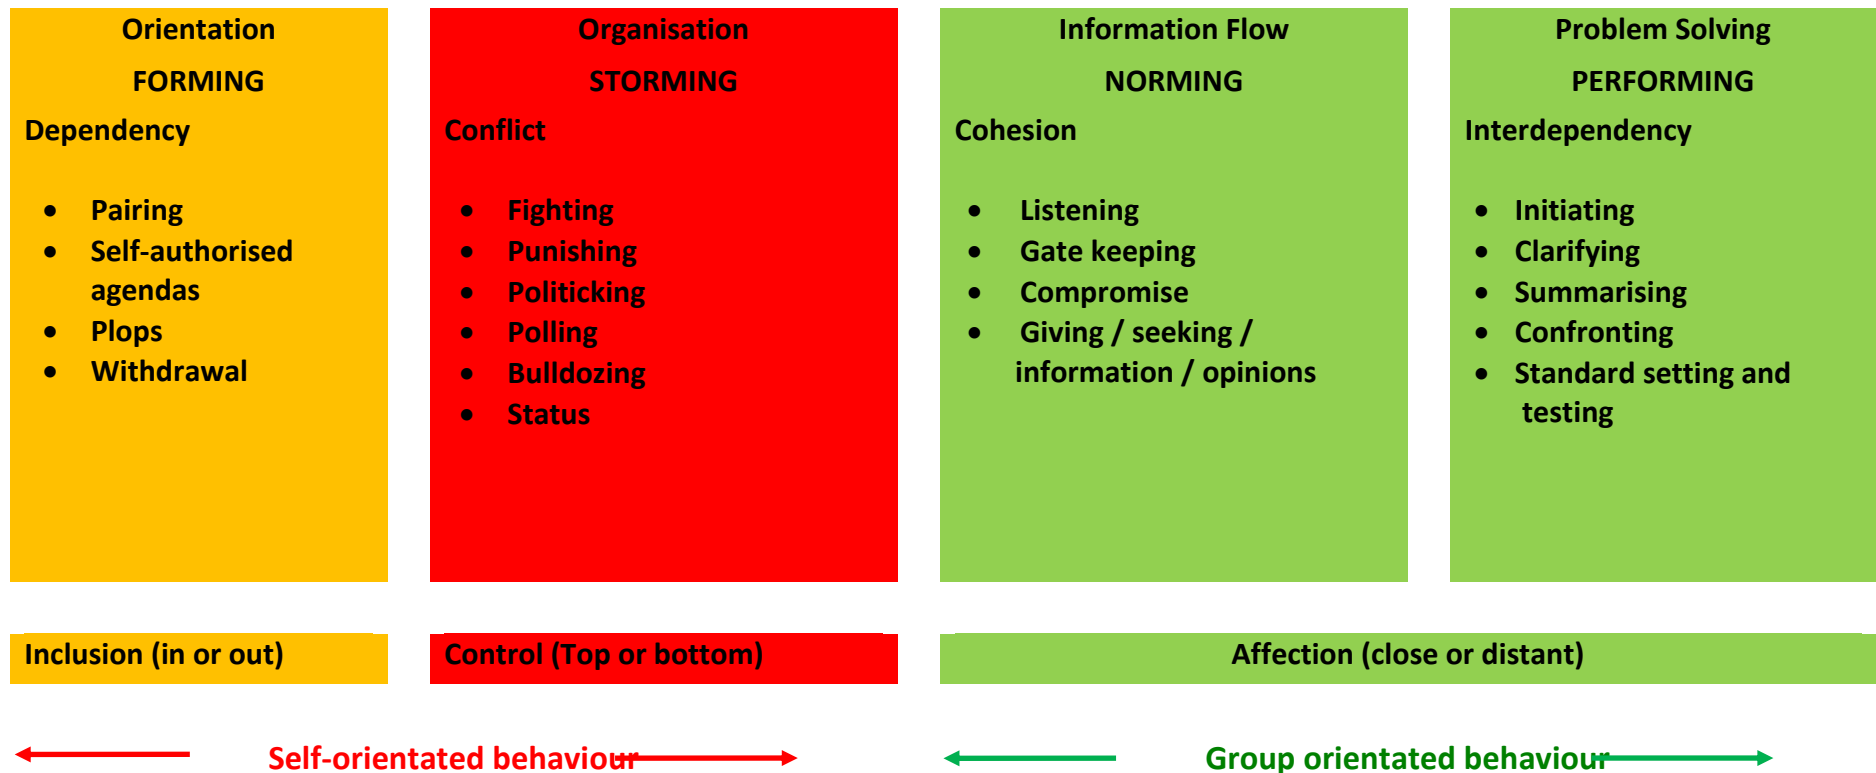 Orientation
FORMING
Dependency
• Pairing
• Self-authorised
agendas
• Plops
• Withdrawal
Organisation
STORMING
Conflict
• Fighting
• Punishing
• Politicking
• Polling
• Bulldozing
• Status
Information Flow
NORMING
Cohesion
• Listening
• Gate keeping
• Compromise
• Giving / seeking /
information / opinions
Problem Solving
PERFORMING
Interdependency
• Initiating
• Clarifying
• Summarising
• Confronting
• Standard setting and
testing
Inclusion (in or out)
Control (Top or bottom)
Affection (close or distant)
Self-orientated behaviour
Group orientated behaviour